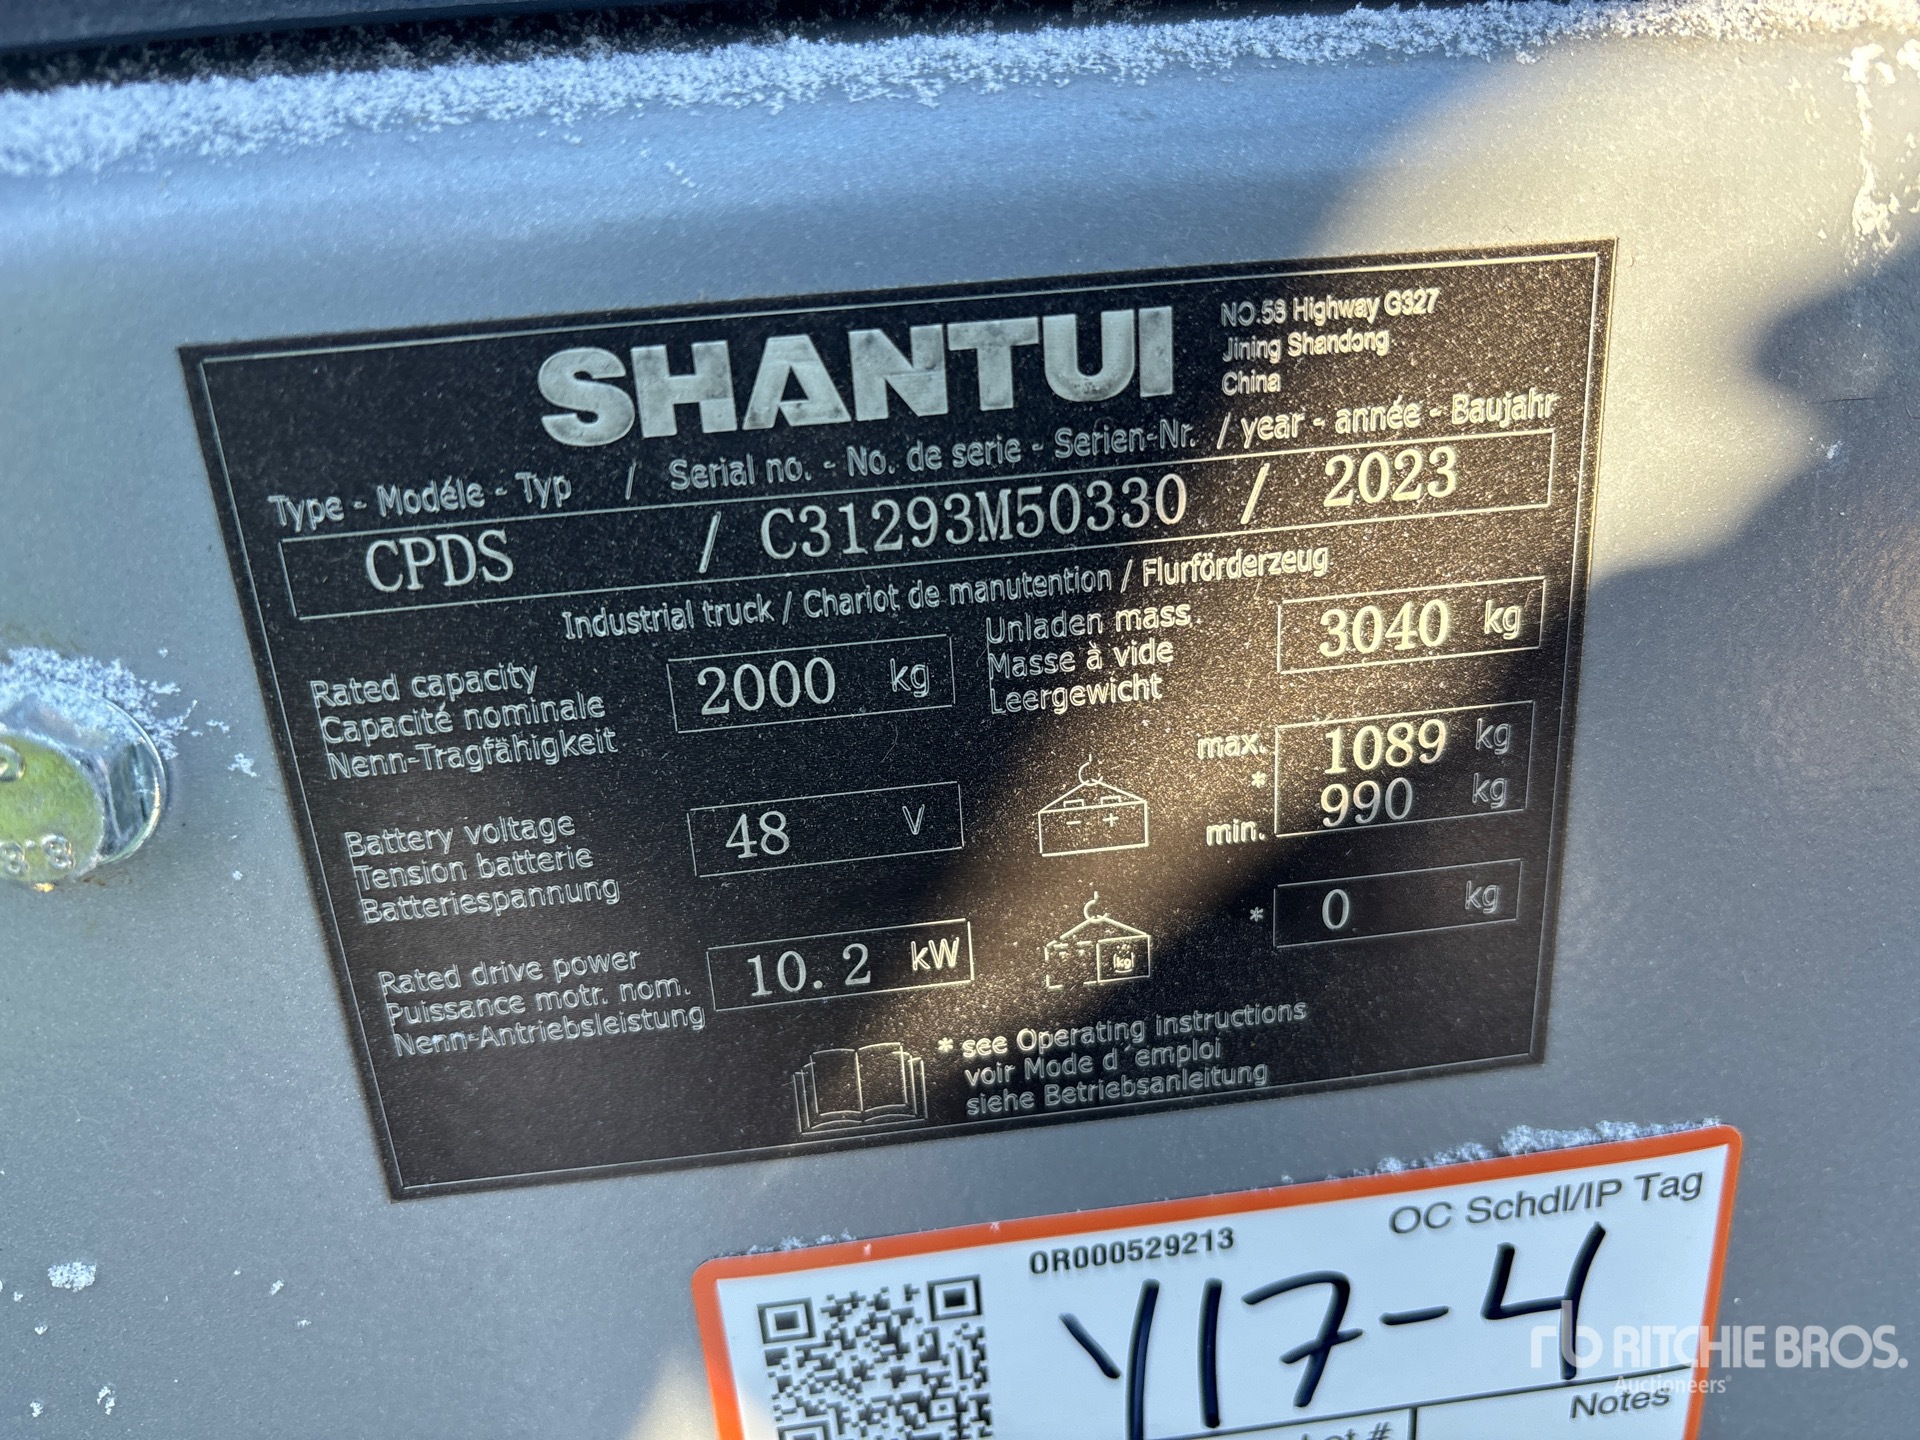 SHANTUI
NO.53 Highway G327
Jining Shandong
China
Type - Modéle - Typ / Serial no. - No. de serie - Serien-Nr. / year - année - Baujahr
CPDS / C31293M50330 / 2023
Industrial truck / Chariot de manutention / Flurförderzeug
Rated capacity
Capacité nominale
Nenn-Tragfähigkeit
2000 kg
Unladen mass
Masse à vide
Leergewicht
3040 kg
Battery voltage
Tension batterie
Batteriespannung
48 V
- +
max. 1089 kg
*
min. 990 kg
Rated drive power
Puissance motr. nom.
Nenn-Antriebsleistung
10.2 kW
kg
* 0 kg
* see Operating instructions
voir Mode d´emploi
siehe Betriebsanleitung
8.8
OC Schdl/IP Tag
OR000529213
Y17-4
Notes
RITCHIE BROS.
Auctioneers